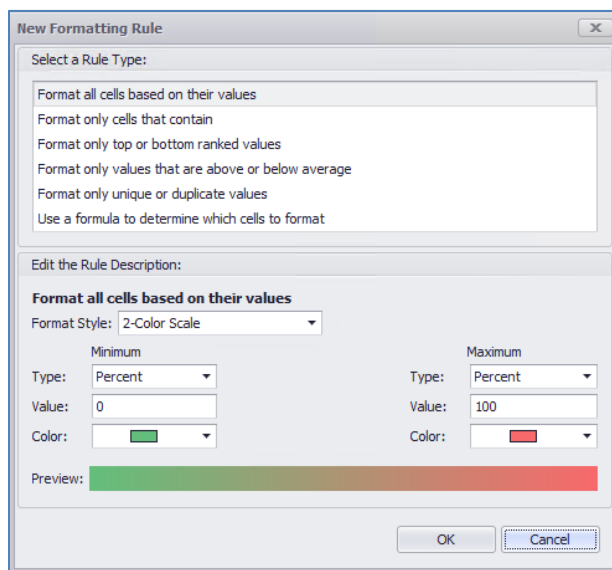 New Formatting Rule
Select a Rule Type:
Format all cells based on their values
Format only cells that contain
Format only top or bottom ranked values
Format only values that are above or below average
Format only unique or duplicate values
Use a formula to determine which cells to format
Edit the Rule Description:
Format all cells based on their values
Format Style: 2-Color Scale
Minimum Maximum
Type: Percent Type: Percent
Value: 0 Value: 100
Color: Color:
Preview:
OK Cancel